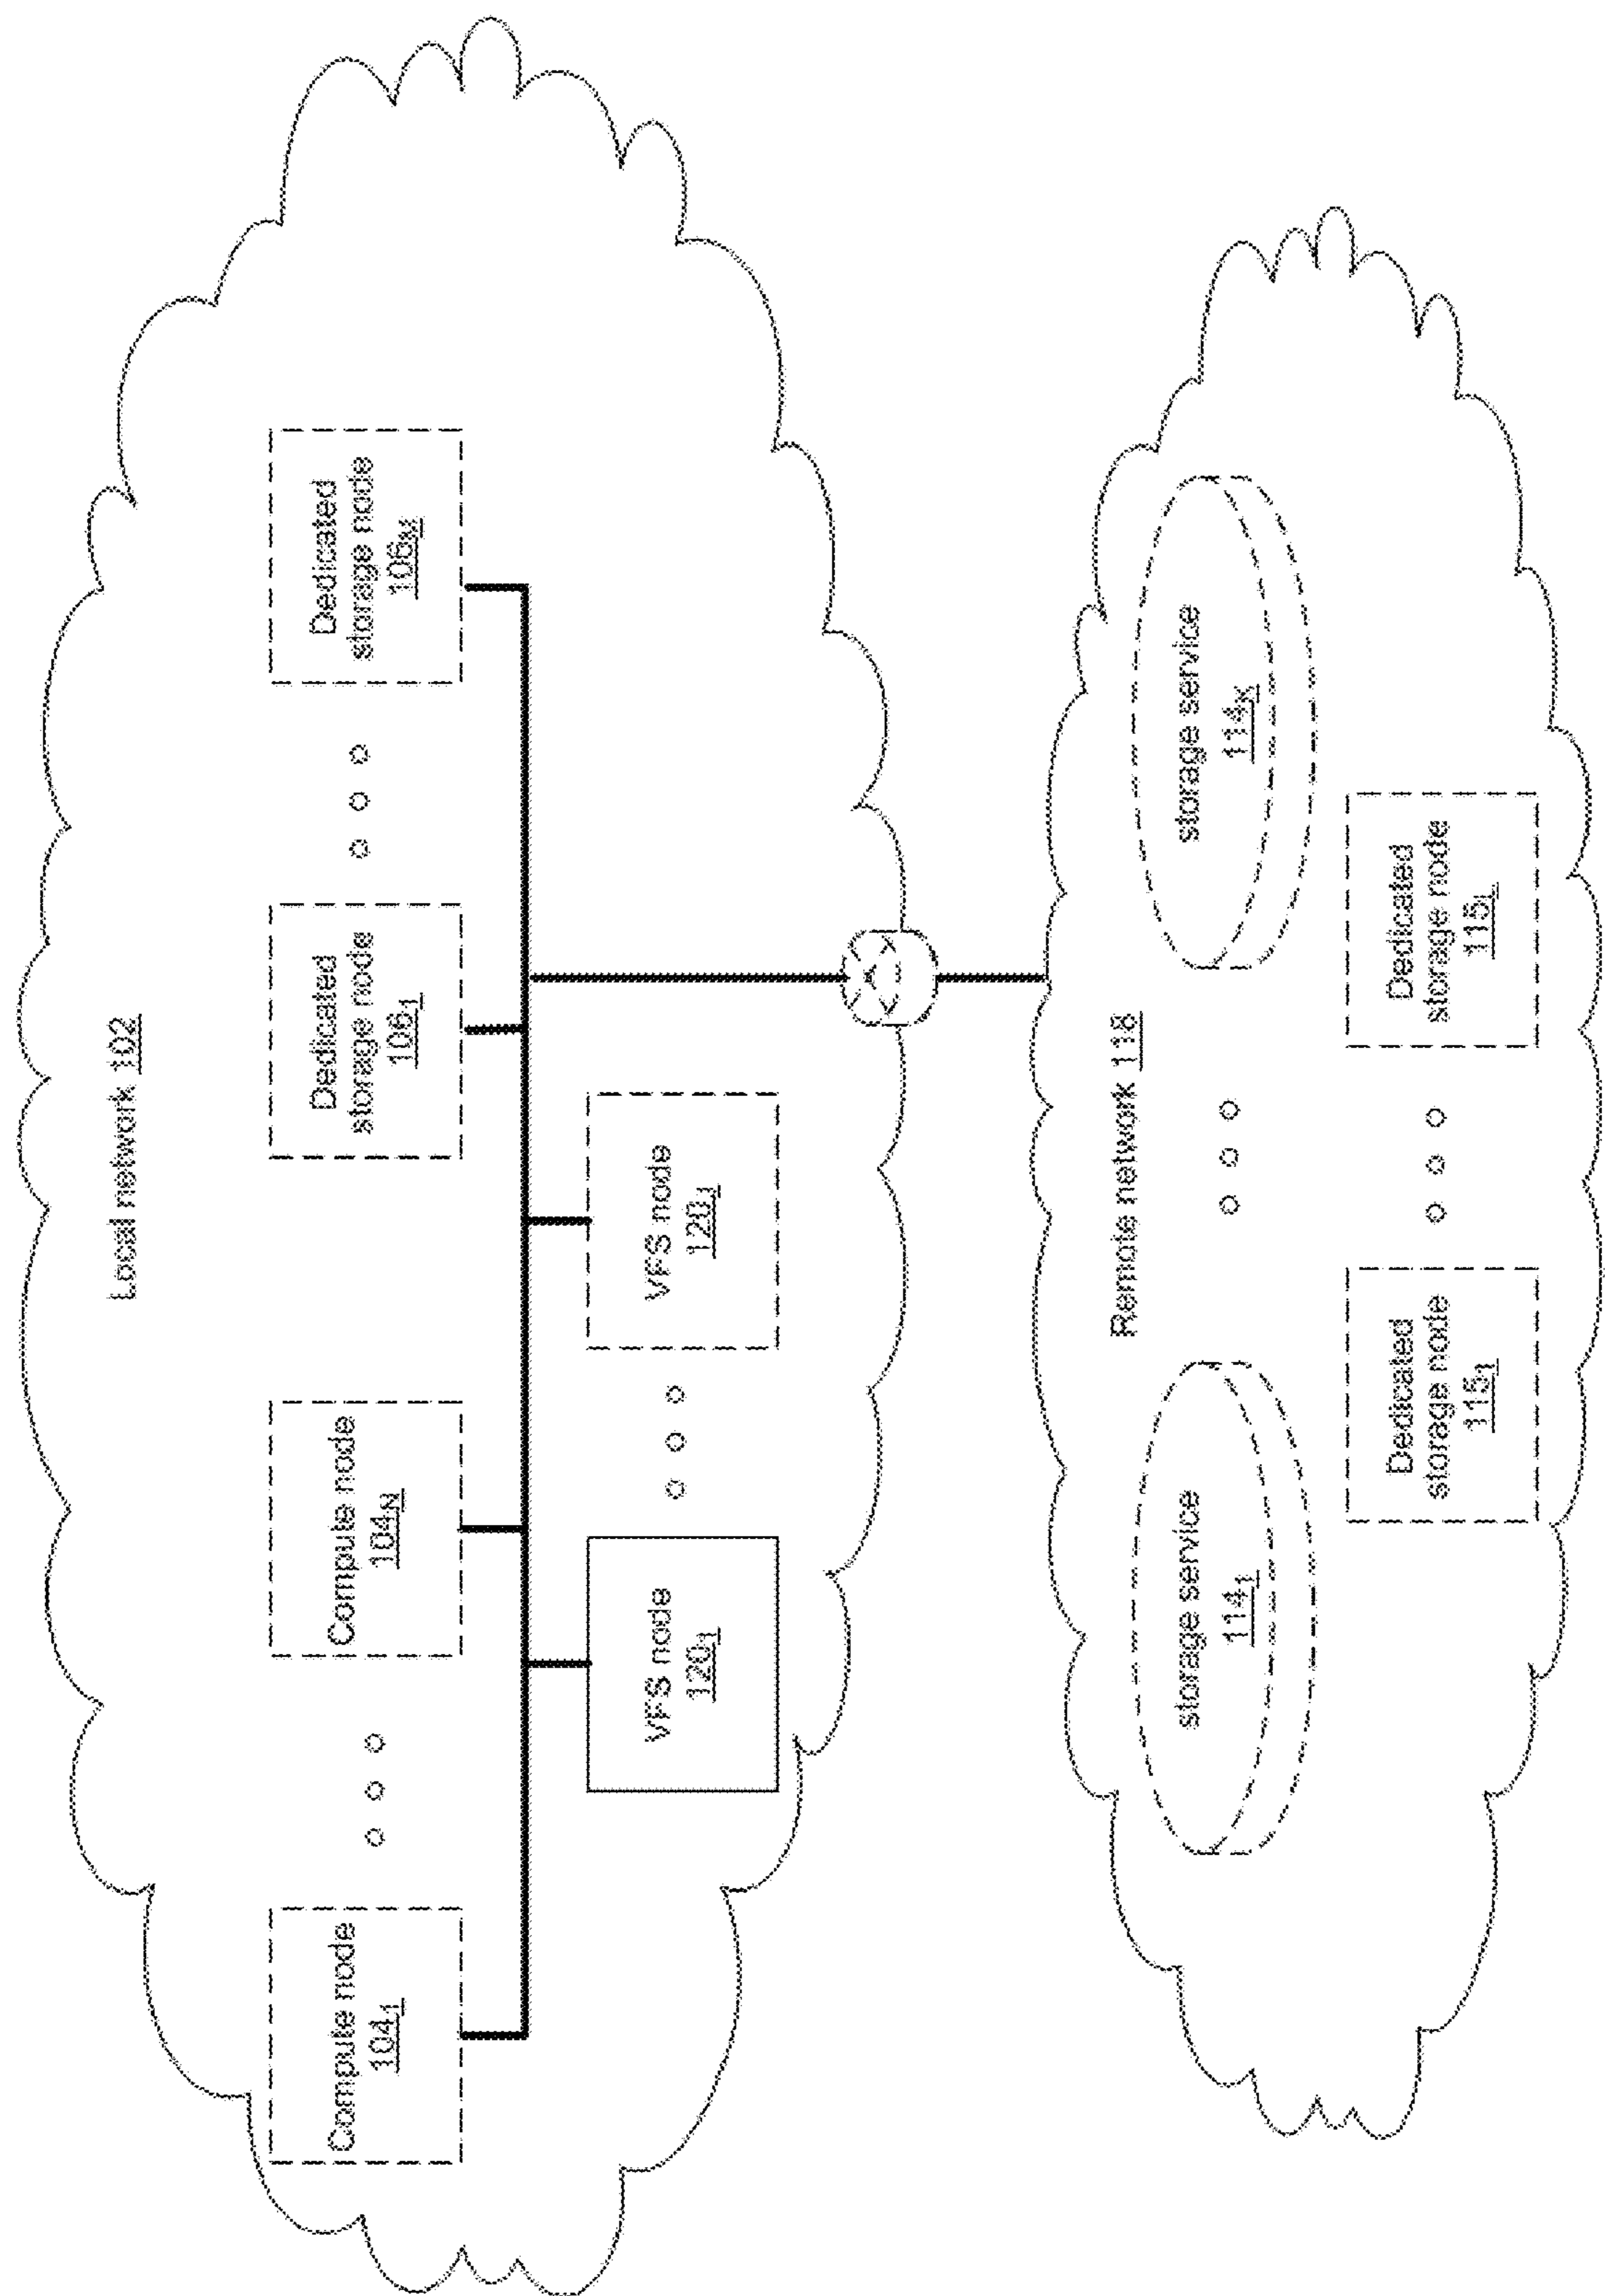 Local network 102
Compute node
104₁
Compute node
104N
Dedicated
storage node
106₁
Dedicated
storage node
106M
VFS node
120₁
VFS node
120J
Remote network 118
storage service
114₁
storage service
114K
Dedicated
storage node
115₁
Dedicated
storage node
115L